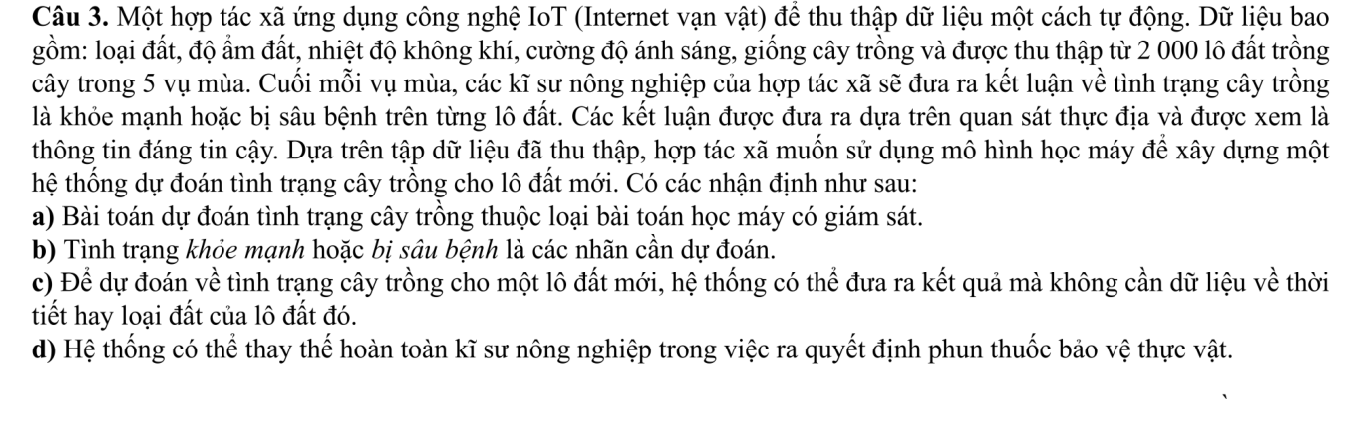 Câu 3. Một hợp tác xã ứng dụng công nghệ IoT (Internet vạn vật) để thu thập dữ liệu một cách tự động. Dữ liệu bao
gồm: loại đất, độ ẩm đất, nhiệt độ không khí, cường độ ánh sáng, giống cây trồng và được thu thập từ 2 000 lô đất trồng
cây trong 5 vụ mùa. Cuối mỗi vụ mùa, các kĩ sư nông nghiệp của hợp tác xã sẽ đưa ra kết luận về tình trạng cây trồng
là khỏe mạnh hoặc bị sâu bệnh trên từng lô đất. Các kết luận được đưa ra dựa trên quan sát thực địa và được xem là
thông tin đáng tin cậy. Dựa trên tập dữ liệu đã thu thập, hợp tác xã muốn sử dụng mô hình học máy để xây dựng một
hệ thống dự đoán tình trạng cây trồng cho lô đất mới. Có các nhận định như sau:
a) Bài toán dự đoán tình trạng cây trồng thuộc loại bài toán học máy có giám sát.
b) Tình trạng khỏe mạnh hoặc bị sâu bệnh là các nhãn cần dự đoán.
c) Để dự đoán về tình trạng cây trồng cho một lô đất mới, hệ thống có thể đưa ra kết quả mà không cần dữ liệu về thời
tiết hay loại đất của lô đất đó.
d) Hệ thống có thể thay thế hoàn toàn kĩ sư nông nghiệp trong việc ra quyết định phun thuốc bảo vệ thực vật.